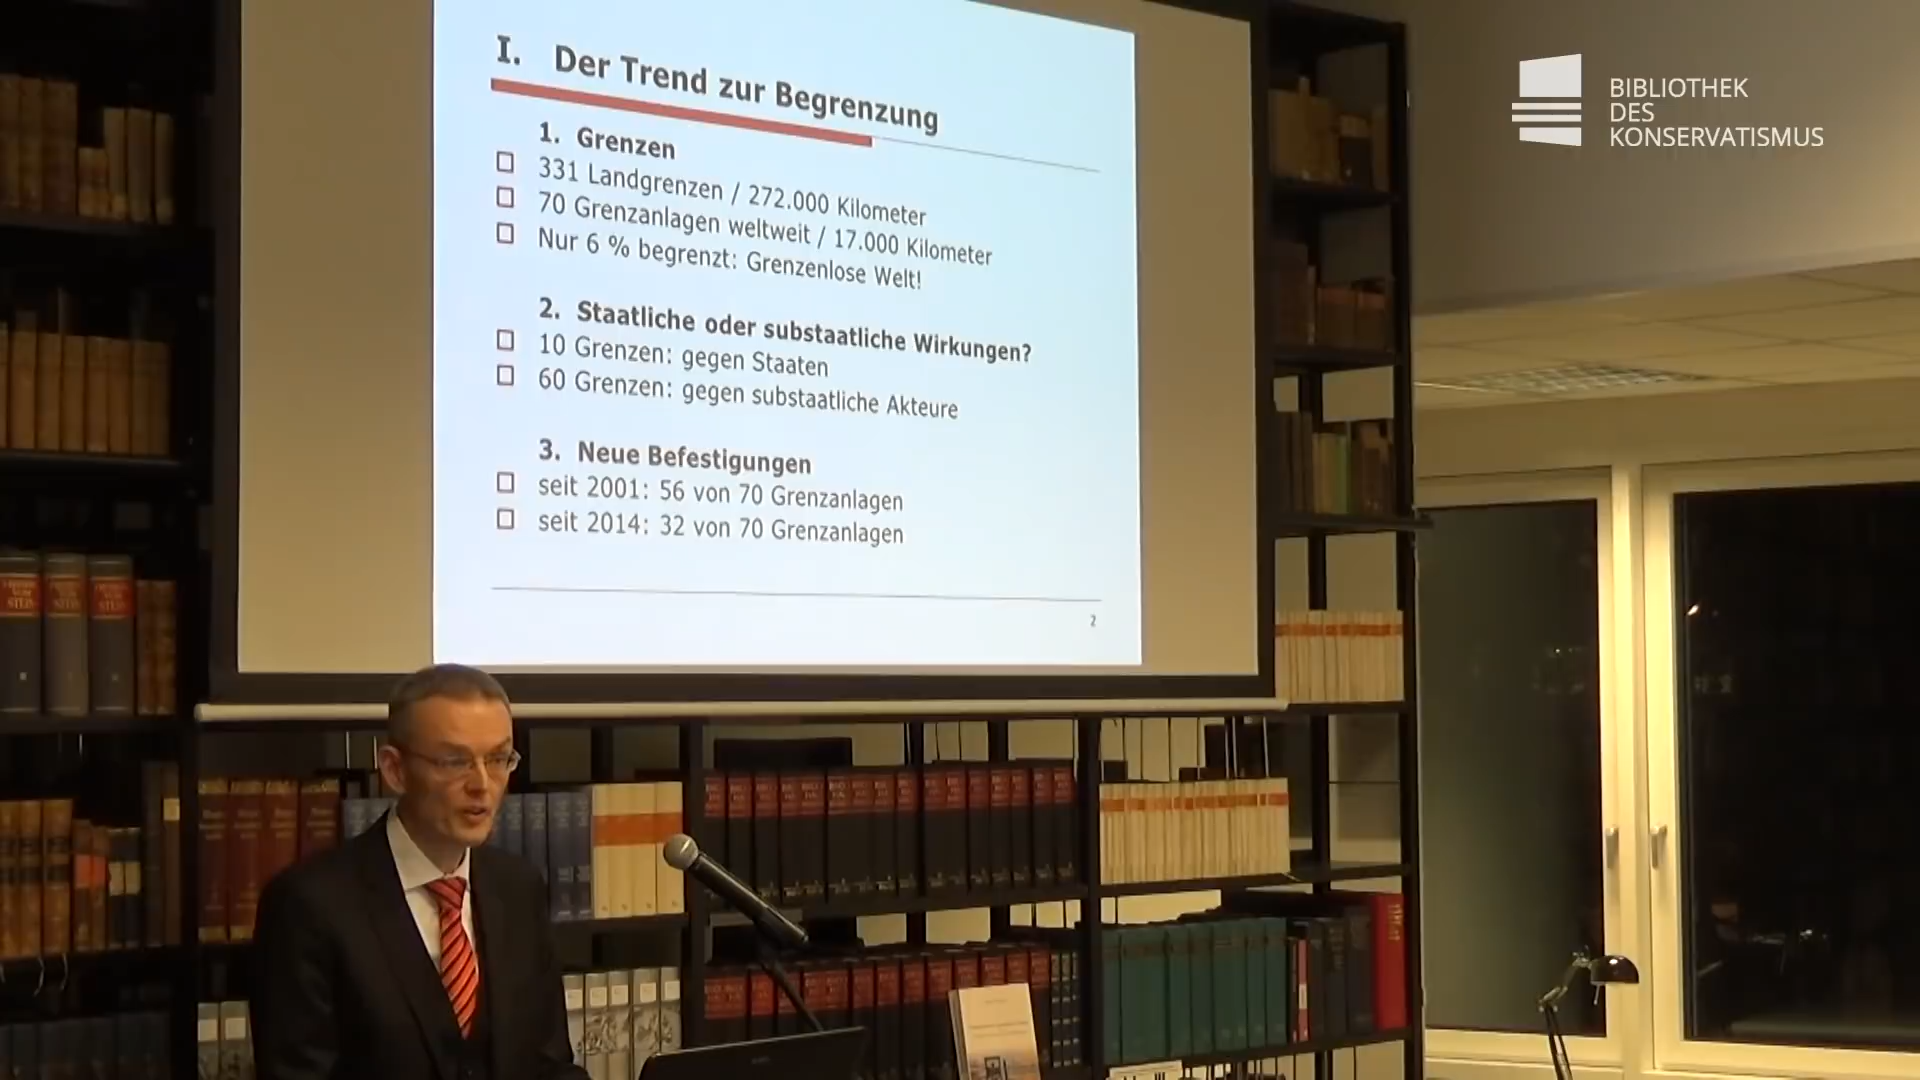 I. Der Trend zur Begrenzung
1. Grenzen
331 Landgrenzen / 272.000 Kilometer
70 Grenzanlagen weltweit / 17.000 Kilometer
Nur 6 % begrenzt: Grenzenlose Welt!
2. Staatliche oder substaatliche Wirkungen?
10 Grenzen: gegen Staaten
60 Grenzen: gegen substaatliche Akteure
3. Neue Befestigungen
seit 2001: 56 von 70 Grenzanlagen
seit 2014: 32 von 70 Grenzanlagen
2
BIBLIOTHEK
DES
KONSERVATISMUS